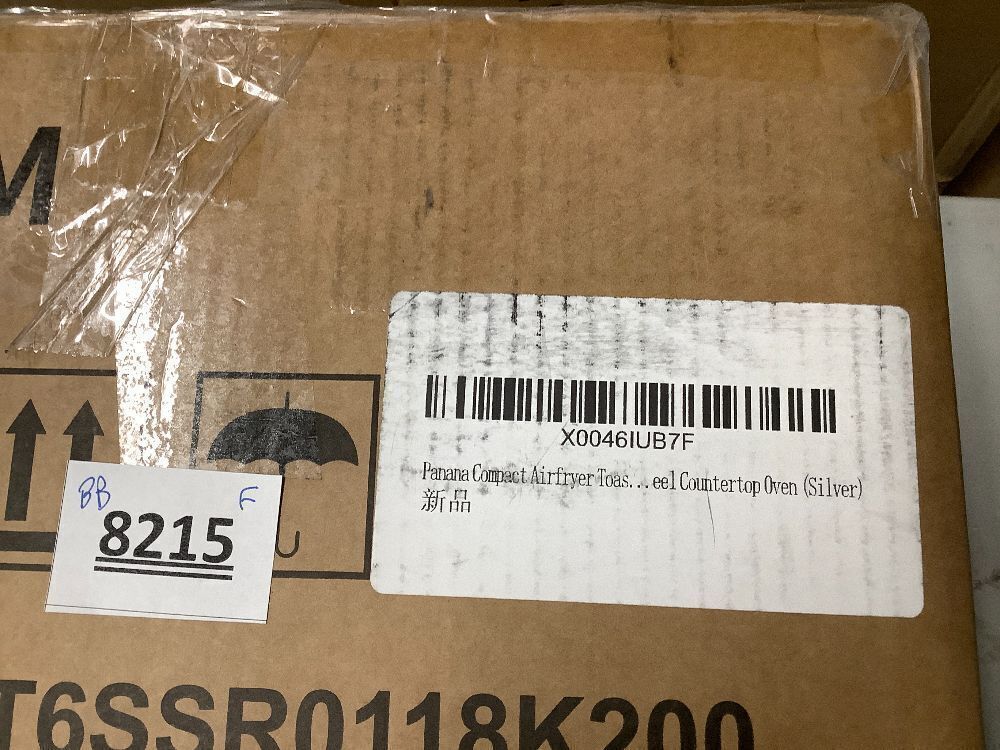 M
X0046IUB7F
Panana Compact Airfryer Toas...eel Countertop Oven (Silver)
新品
BB F
8215
T6SSR0118K200